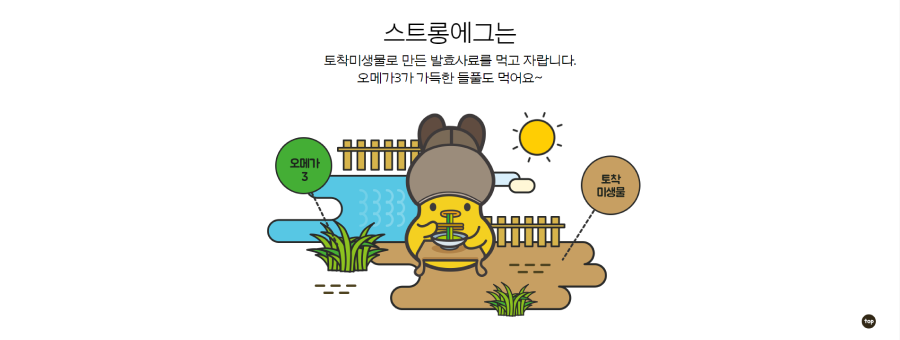 스트롱에그는
토착미생물로 만든 발효사료를 먹고 자랍니다.
오메가3가 가득한 들풀도 먹어요~
오메가
3
토착
미생물
top